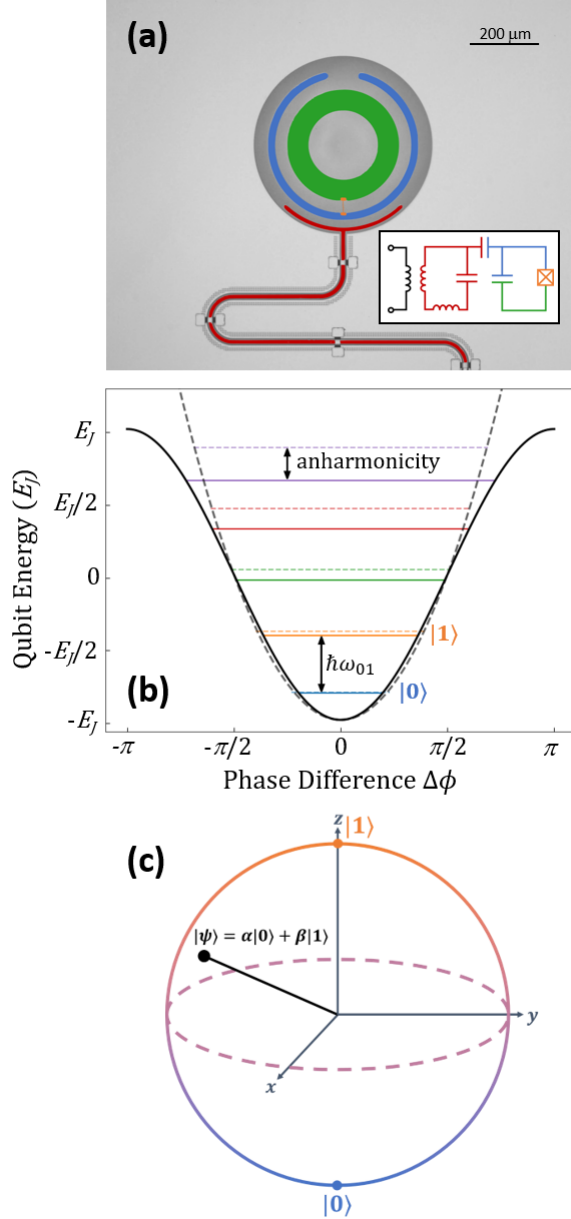 (a)
200 μm
E_J
E_J/2
0
-E_J/2
-E_J
Qubit Energy (E_J)
anharmonicity
|1⟩
ħω₀₁
|0⟩
(b)
-π
-π/2
0
π/2
π
Phase Difference Δϕ
(c)
z
|1⟩
|ψ⟩ = α|0⟩ + β|1⟩
y
x
|0⟩